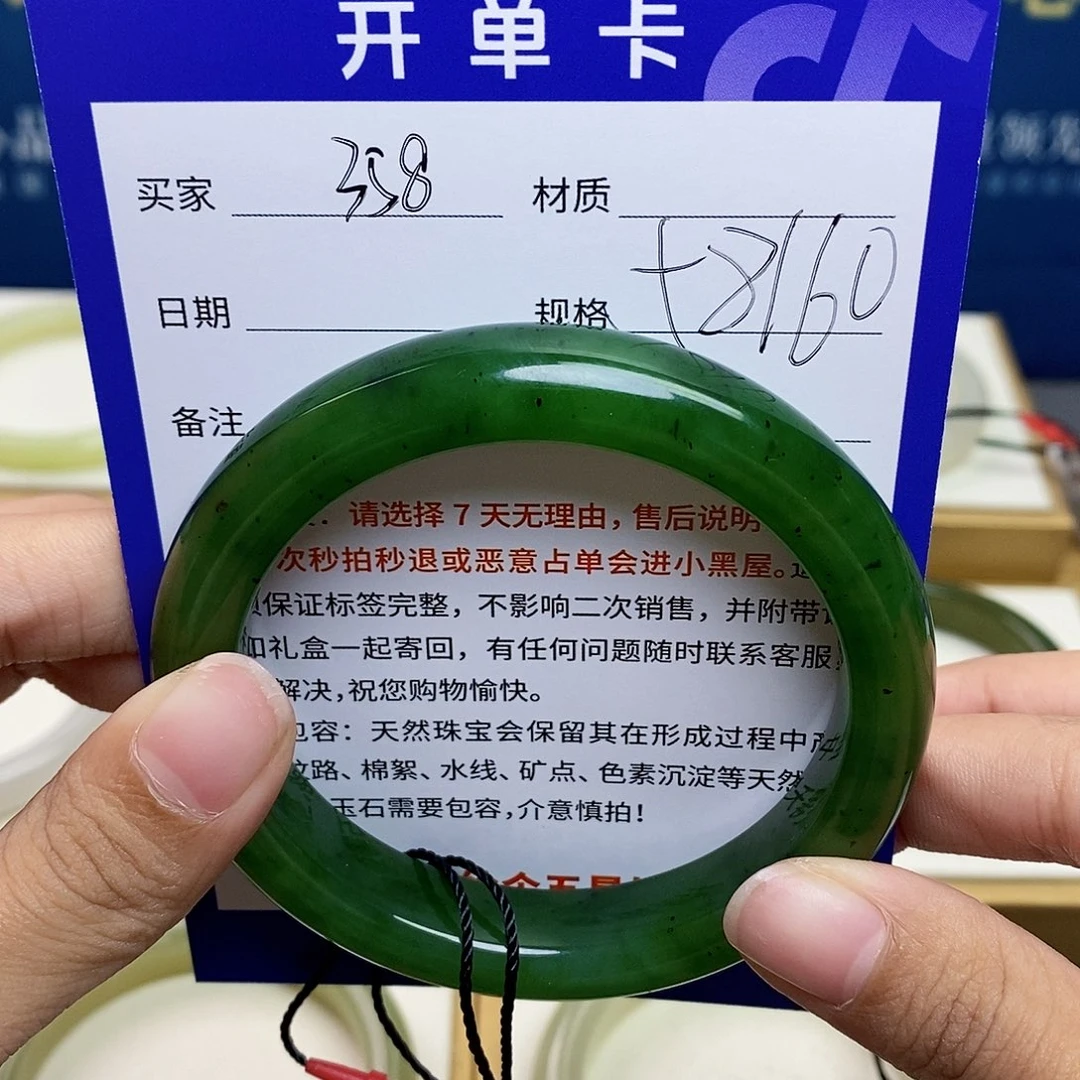 开单卡
买家 358 材质
日期 规格 +8160
备注
：请选择 7 天无理由，售后说明
次秒拍秒退或恶意占单会进小黑屋。
保证标签完整，不影响二次销售，并附带
如礼盒一起寄回，有任何问题随时联系客服
解决，祝您购物愉快。
包容：天然珠宝会保留其在形成过程中
纹路、棉絮、水线、矿点、色素沉淀等天然
玉石需要包容，介意慎拍！